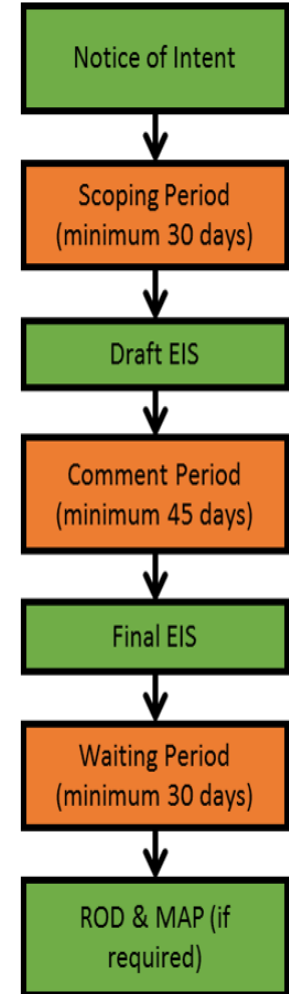 Notice of Intent
Scoping Period
(minimum 30 days)
Draft EIS
Comment Period
(minimum 45 days)
Final EIS
Waiting Period
(minimum 30 days)
ROD & MAP (if
required)